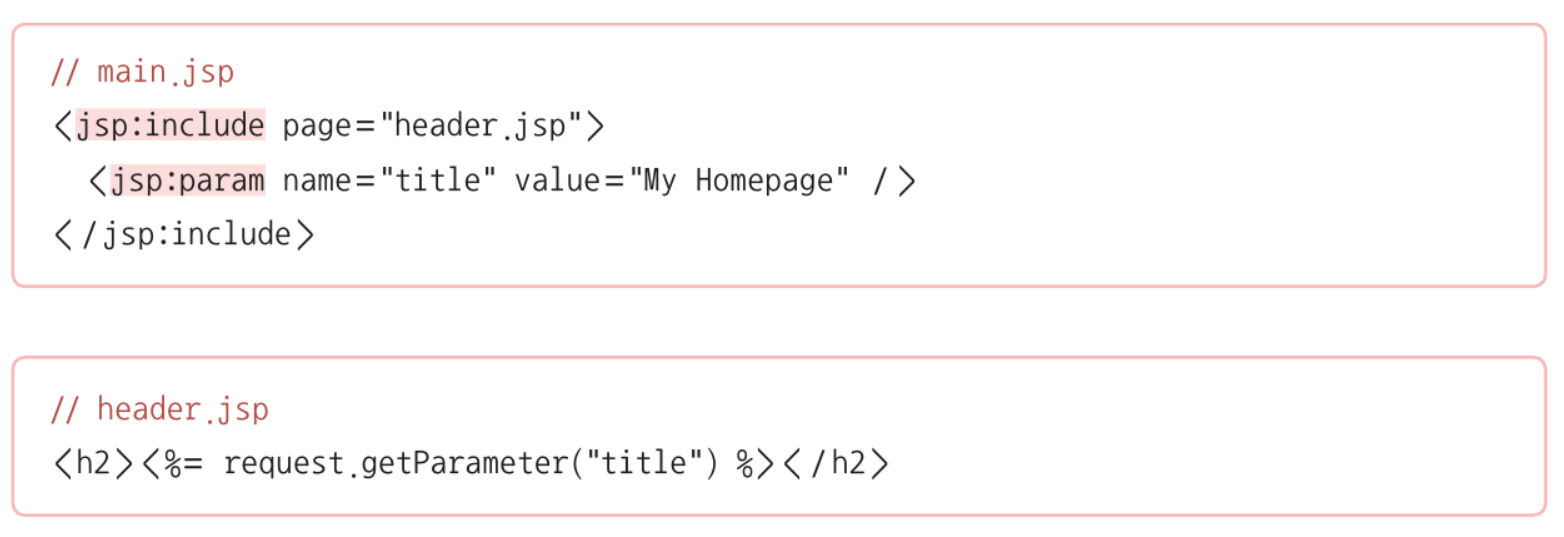 // main.jsp
<jsp:include page="header.jsp">
<jsp:param name="title" value="My Homepage" />
</jsp:include>
// header.jsp
<h2><%= request.getParameter("title") %></h2>